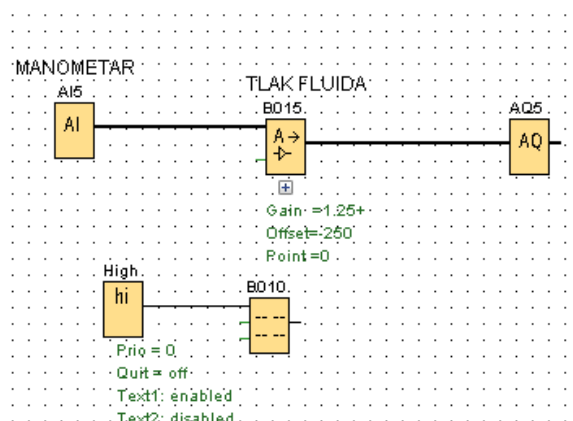 MANOMETAR
AI5
AI
TLAK FLUIDA
B015
A→
AQ5
AQ
Gain =1.25+
Offset=-250
Point=0
High
hi
B010
Prio = 0
Quit = off
Text1: enabled
Text2: disabled